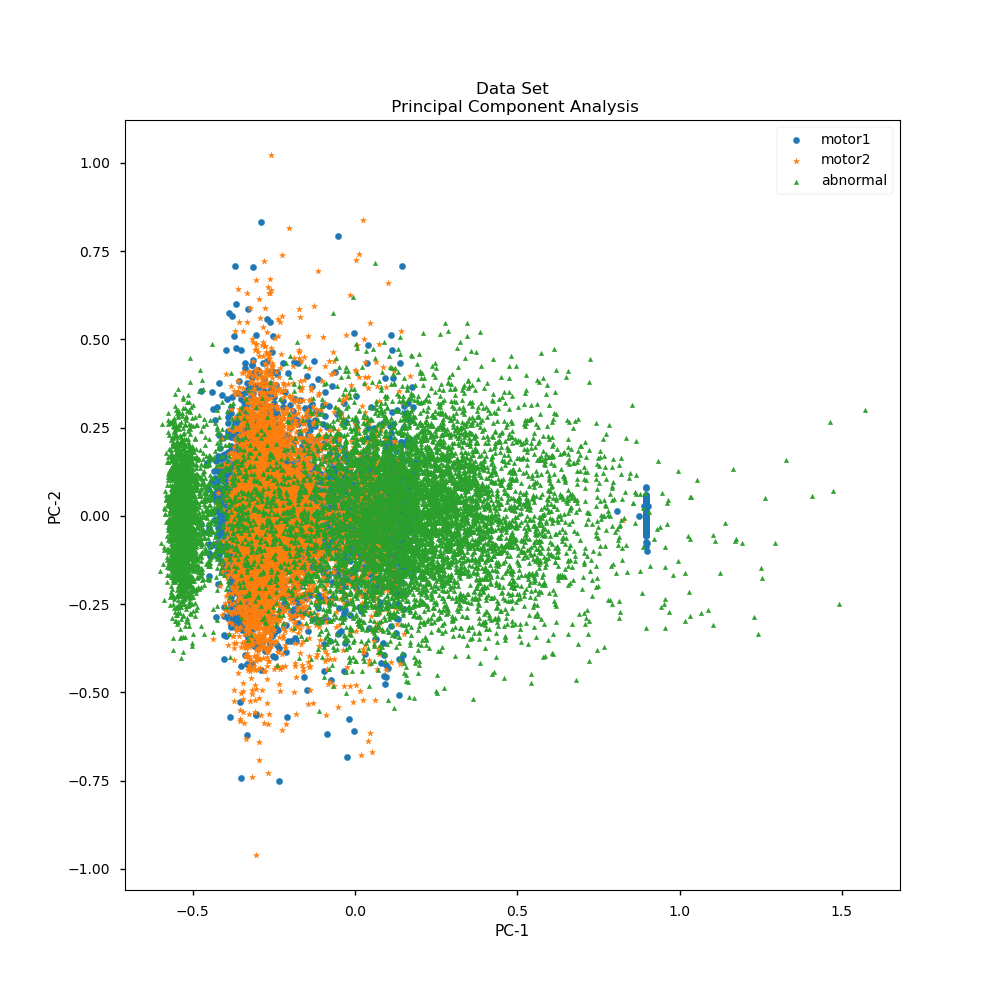 Data Set
Principal Component Analysis
motor1
motor2
abnormal
1.00
0.75
0.50
0.25
0.00
−0.25
−0.50
−0.75
−1.00
PC-2
−0.5
0.0
0.5
1.0
1.5
PC-1